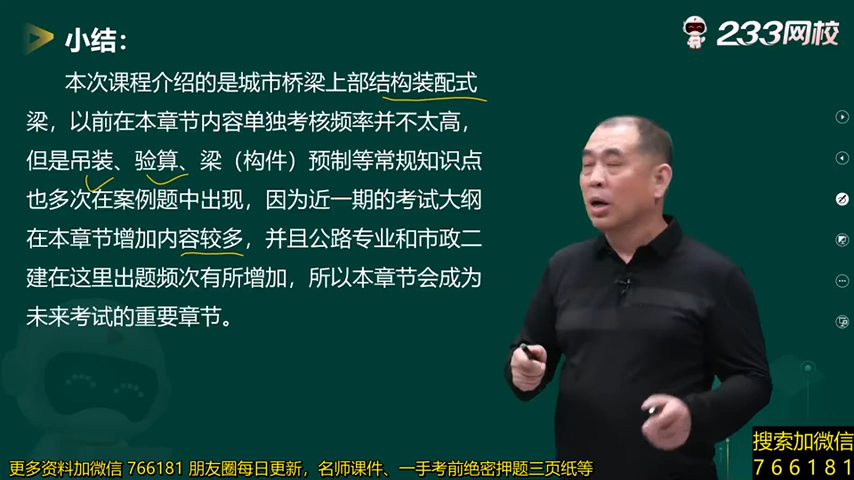 小结：
233网校
本次课程介绍的是城市桥梁上部结构装配式
梁，以前在本章节内容单独考核频率并不太高，
但是吊装、验算、梁（构件）预制等常规知识点
也多次在案例题中出现，因为近一期的考试大纲
在本章节增加内容较多，并且公路专业和市政二
建在这里出题频次有所增加，所以本章节会成为
未来考试的重要章节。
搜索加微信
766181
更多资料加微信 766181 朋友圈每日更新，名师课件、一手考前绝密押题三页纸等